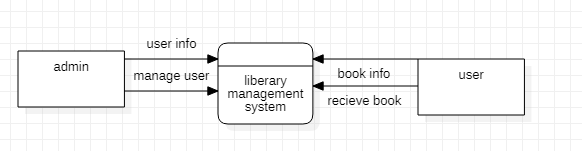 user info
admin
manage user
liberary
management
system
book info
recieve book
user